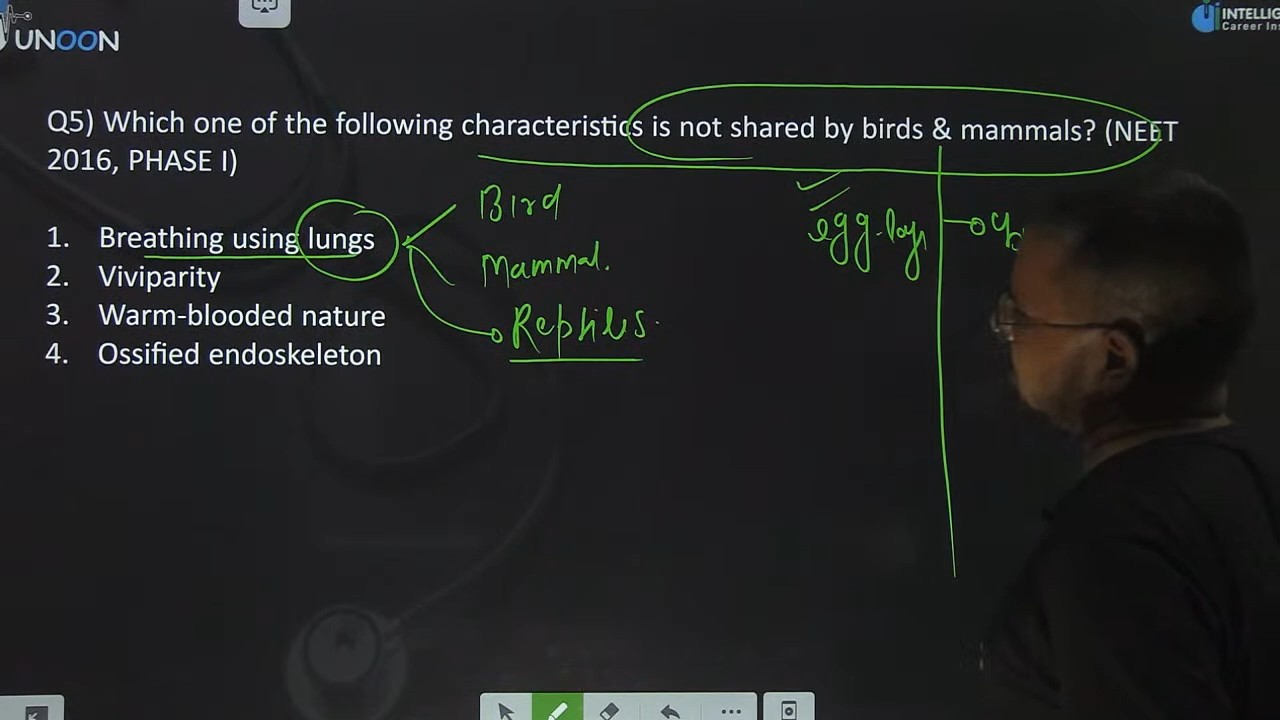 UNOON
INTELLIG
Career Ins
Q5) Which one of the following characteristics is not shared by birds & mammals? (NEET
2016, PHASE I)
1. Breathing using lungs
2. Viviparity
3. Warm-blooded nature
4. Ossified endoskeleton
Bird
Mammal.
Reptiles.
egg-lays